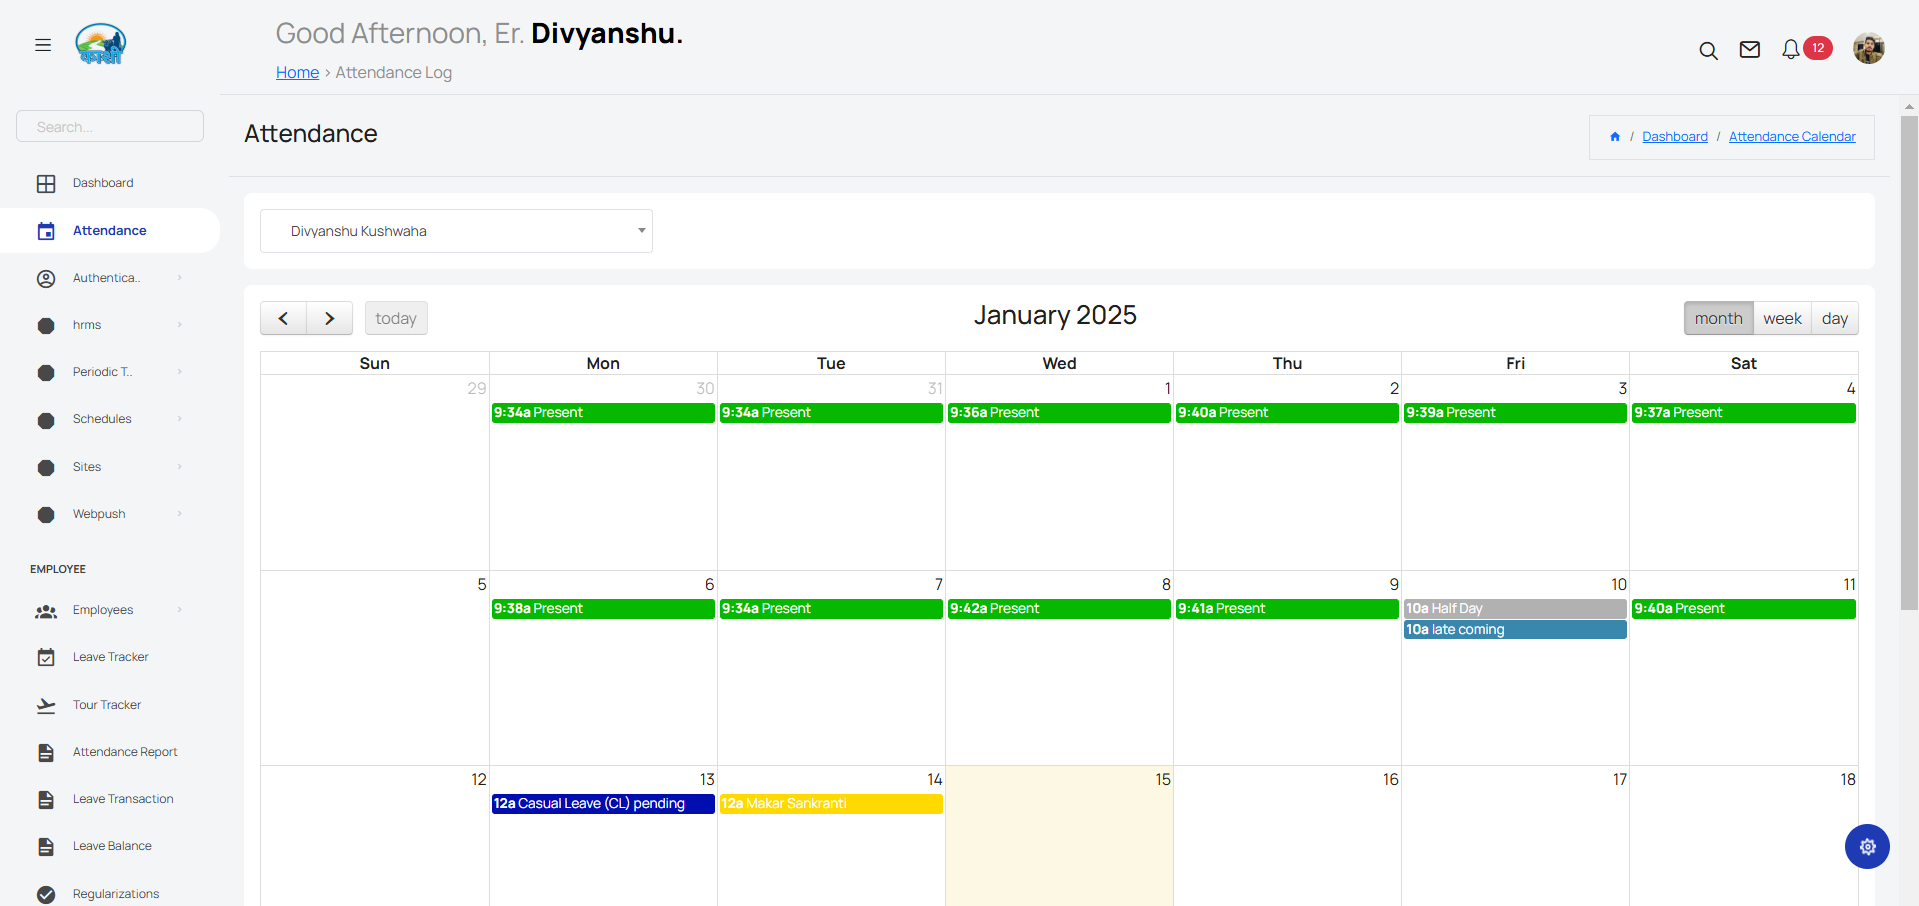 काशी
Good Afternoon, Er. Divyanshu.
Home > Attendance Log
12
Search...
Dashboard
Attendance
Authentica..
hrms
Periodic T..
Schedules
Sites
Webpush
EMPLOYEE
Employees
Leave Tracker
Tour Tracker
Attendance Report
Leave Transaction
Leave Balance
Regularizations
Attendance
/ Dashboard / Attendance Calendar
Divyanshu Kushwaha
today
January 2025
month week day
Sun Mon Tue Wed Thu Fri Sat
29 30 31 1 2 3 4
9:34a Present 9:34a Present 9:36a Present 9:40a Present 9:39a Present 9:37a Present
5 6 7 8 9 10 11
9:38a Present 9:34a Present 9:42a Present 9:41a Present 10a Half Day 9:40a Present
10a late coming
12 13 14 15 16 17 18
12a Casual Leave (CL) pending 12a Makar Sankranti